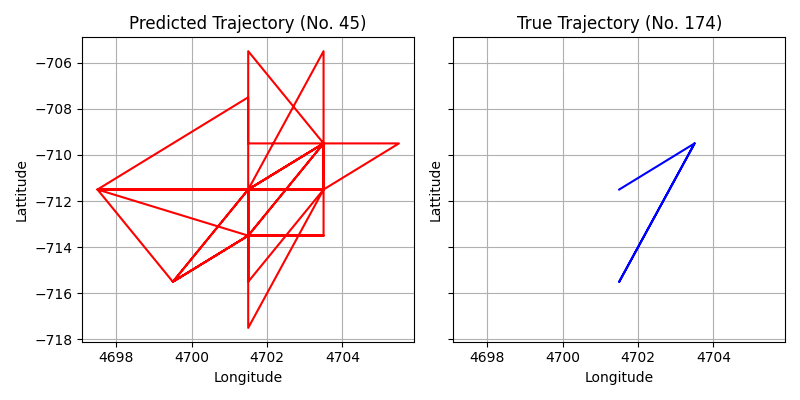 Predicted Trajectory (No. 45)
True Trajectory (No. 174)
−706
−708
−710
−712
−714
−716
−718
Lattitude
Lattitude
4698 4700 4702 4704
4698 4700 4702 4704
Longitude
Longitude